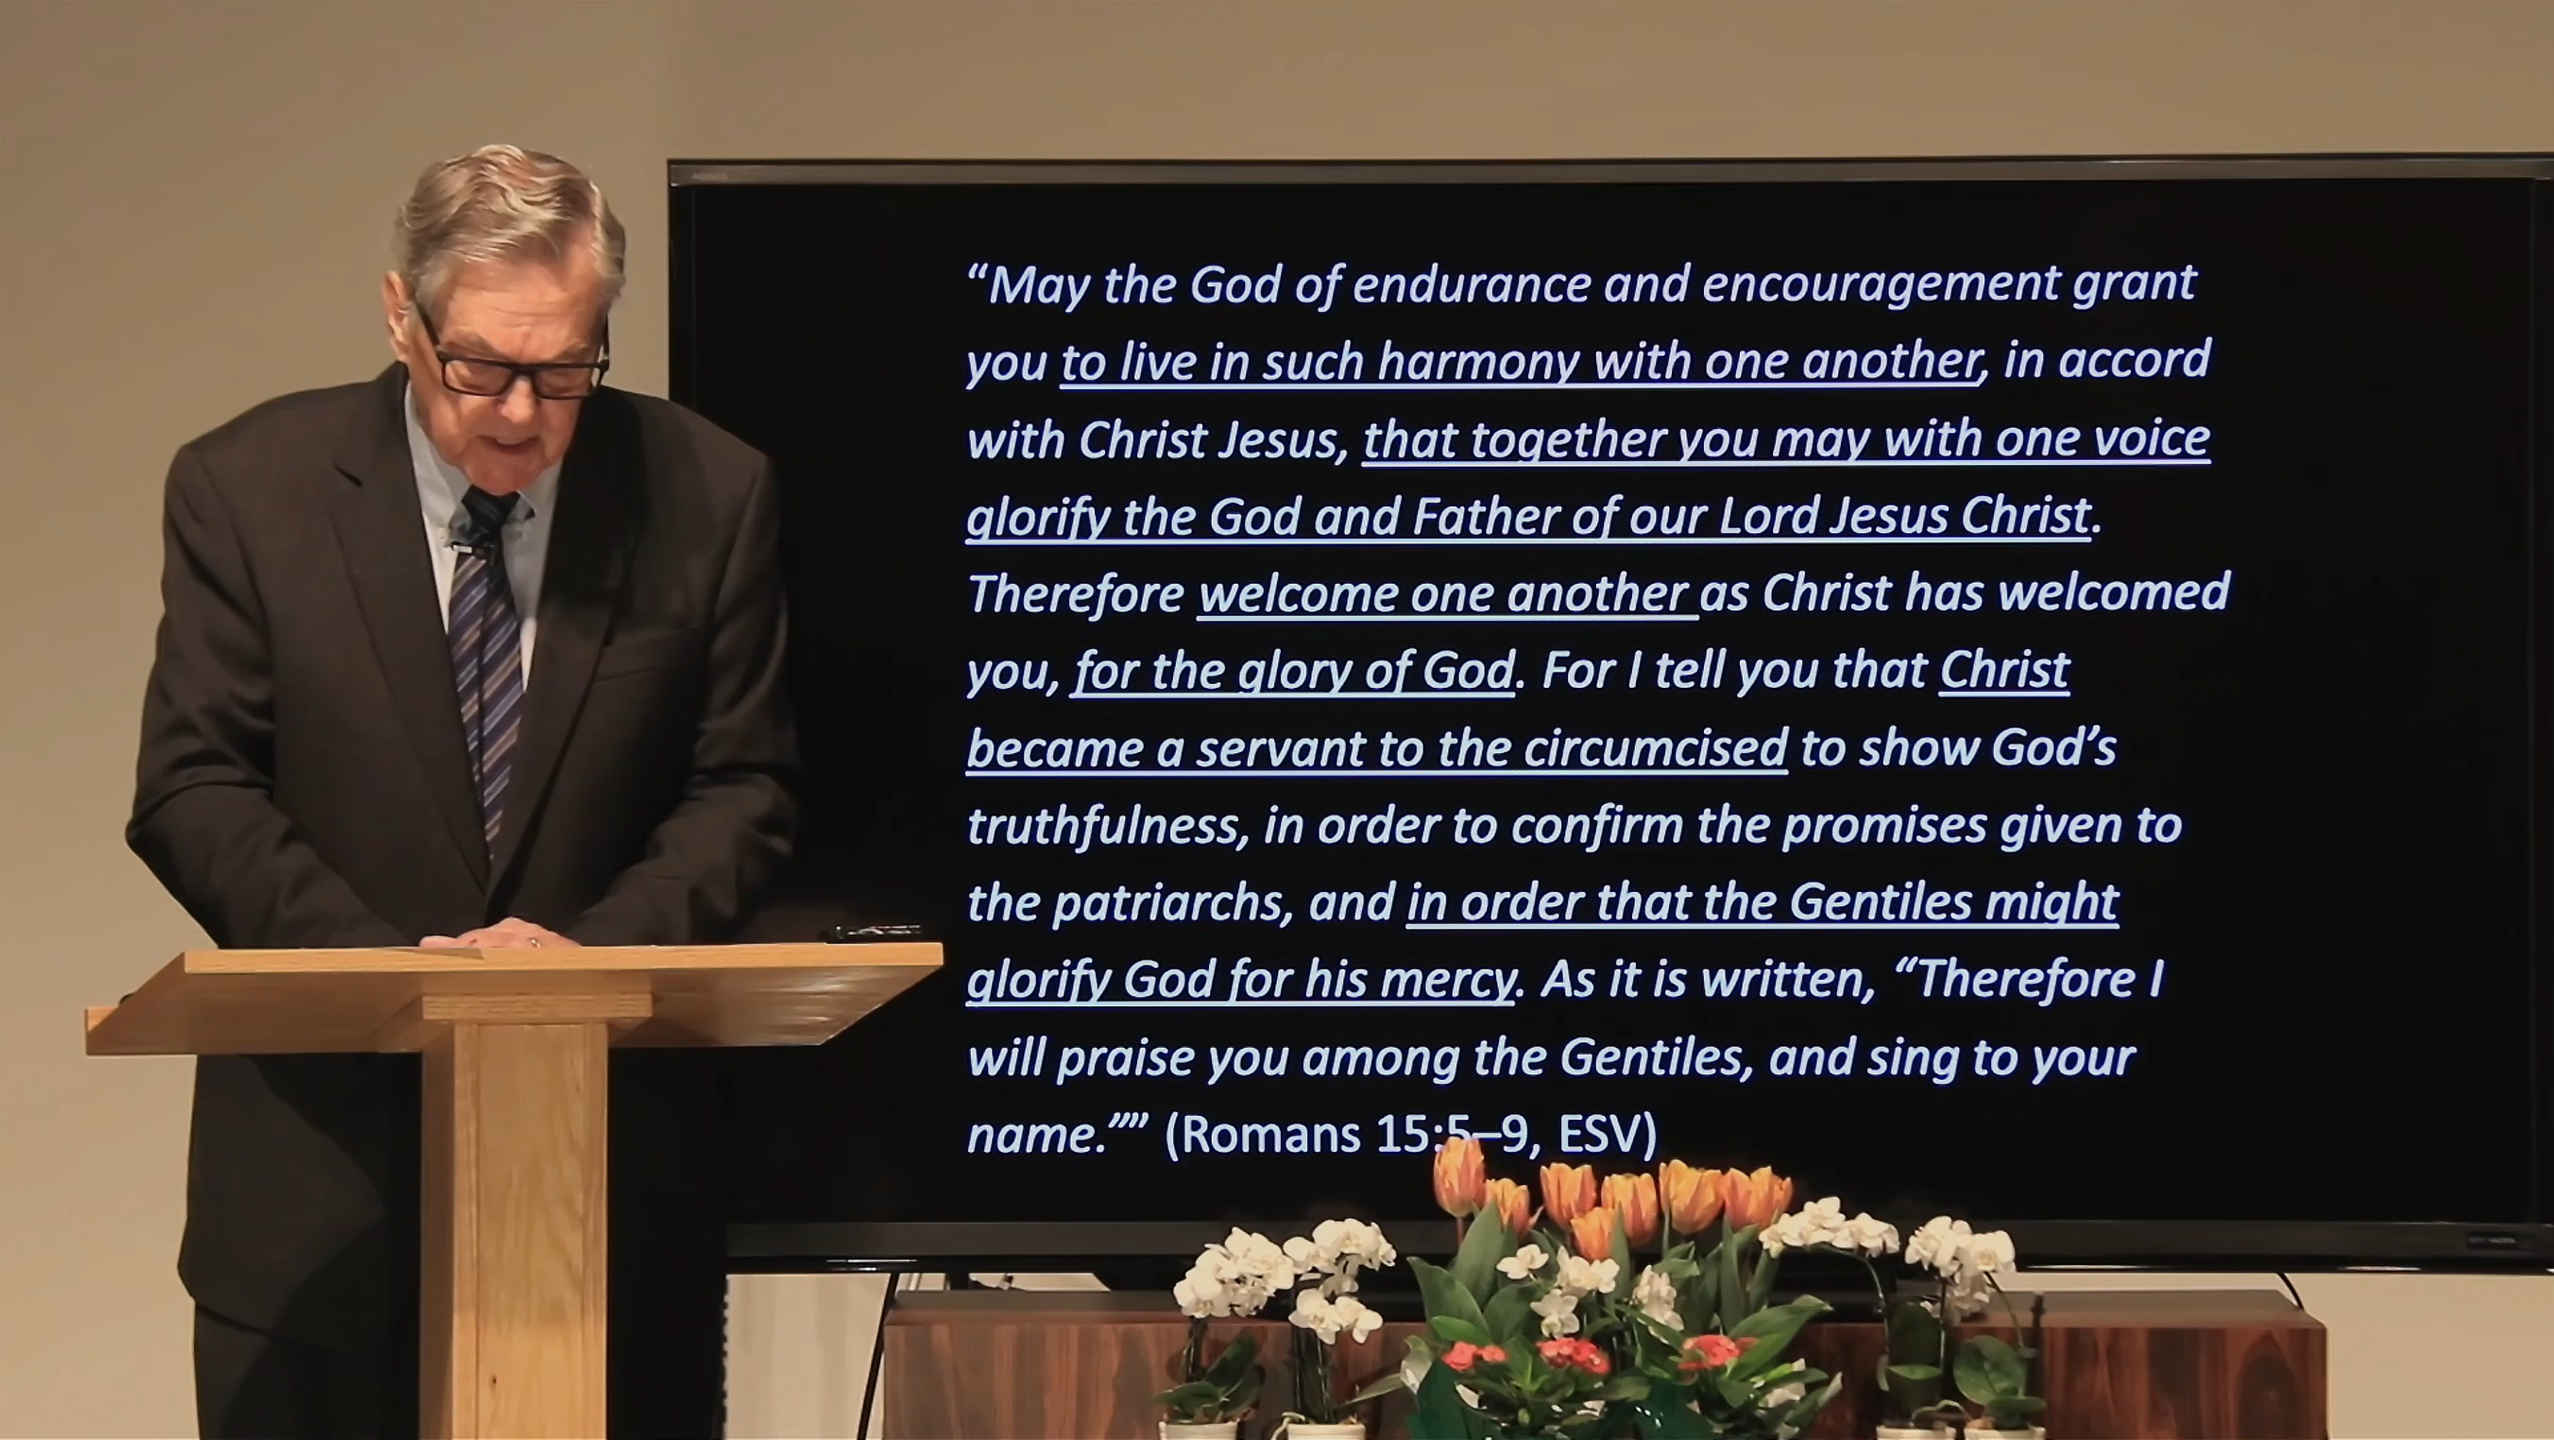 “May the God of endurance and encouragement grant
you to live in such harmony with one another, in accord
with Christ Jesus, that together you may with one voice
glorify the God and Father of our Lord Jesus Christ.
Therefore welcome one another as Christ has welcomed
you, for the glory of God. For I tell you that Christ
became a servant to the circumcised to show God’s
truthfulness, in order to confirm the promises given to
the patriarchs, and in order that the Gentiles might
glorify God for his mercy. As it is written, “Therefore I
will praise you among the Gentiles, and sing to your
name.”” (Romans 15:5–9, ESV)